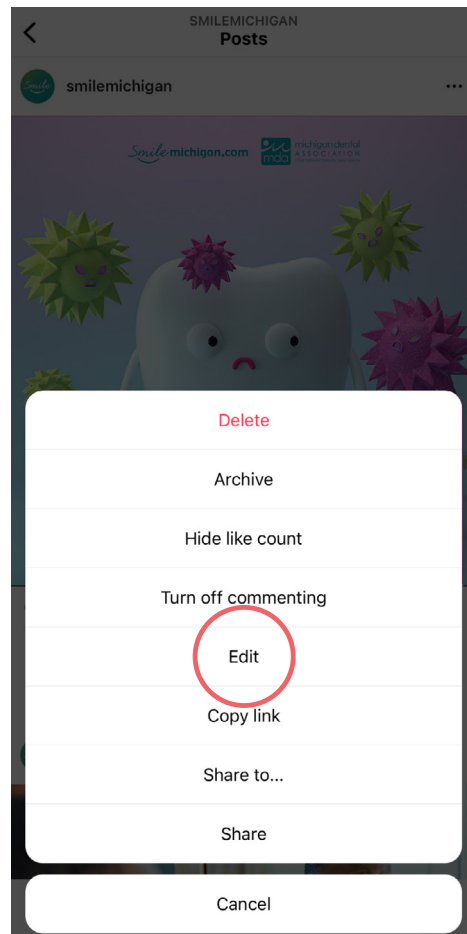 SMILEMICHIGAN
Posts
smilemichigan
Smilemichigan.com
mda
michigandental
ASSOCIATION
Delete
Archive
Hide like count
Turn off commenting
Edit
Copy link
Share to...
Share
Cancel